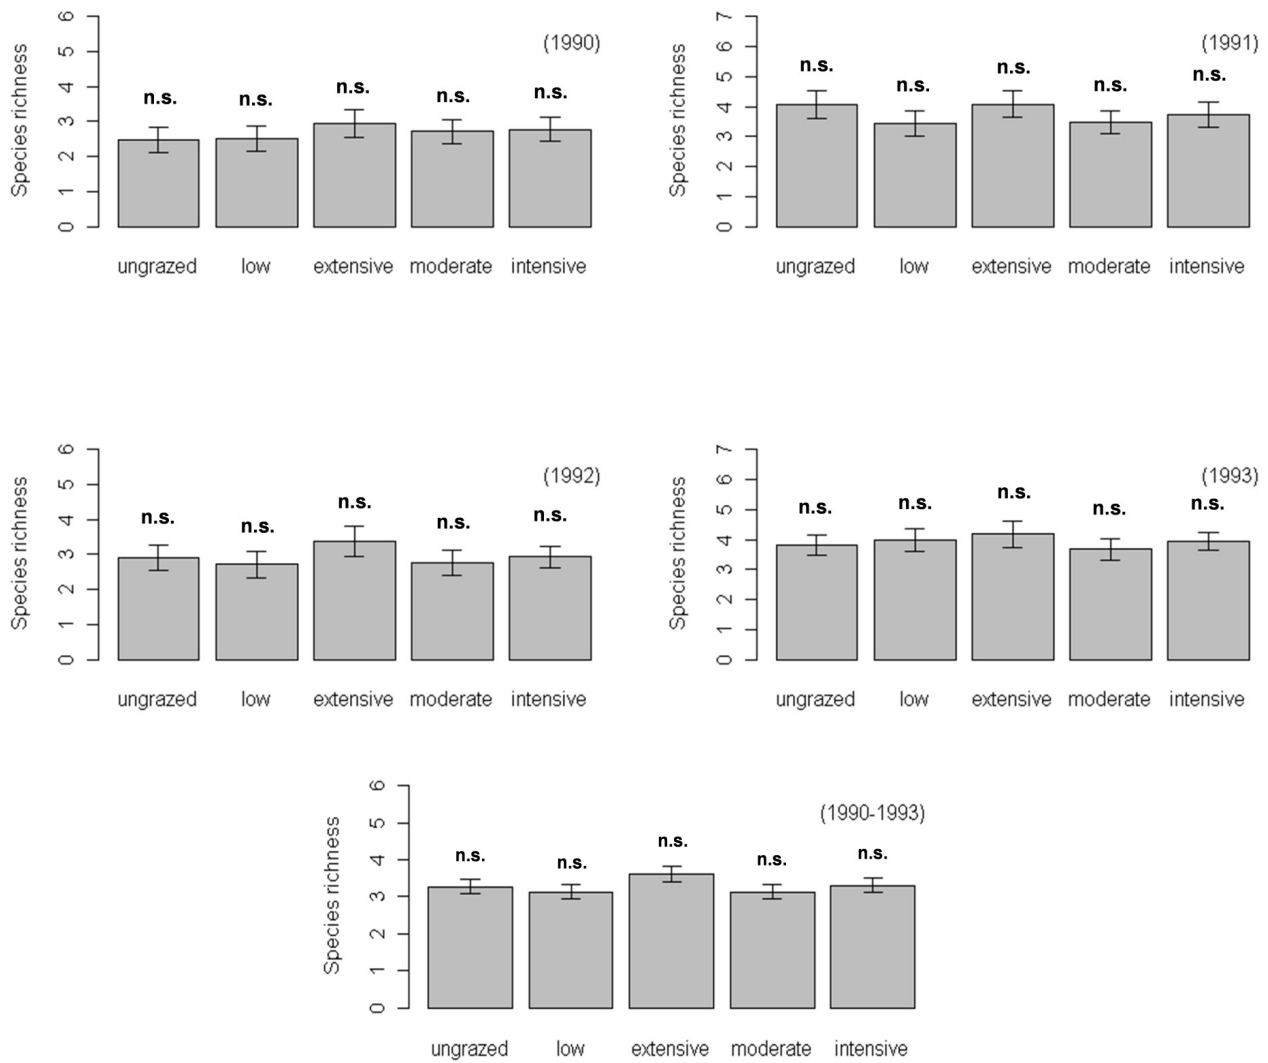 Species richness
6
5
4
3
2
1
0
(1990)
n.s. n.s. n.s. n.s. n.s.
ungrazed low extensive moderate intensive
Species richness
7
6
5
4
3
2
1
0
(1991)
n.s. n.s. n.s. n.s. n.s.
ungrazed low extensive moderate intensive
Species richness
6
5
4
3
2
1
0
(1992)
n.s. n.s. n.s. n.s. n.s.
ungrazed low extensive moderate intensive
Species richness
7
6
5
4
3
2
1
0
(1993)
n.s. n.s. n.s. n.s. n.s.
ungrazed low extensive moderate intensive
Species richness
6
5
4
3
2
1
0
(1990-1993)
n.s. n.s. n.s. n.s. n.s.
ungrazed low extensive moderate intensive